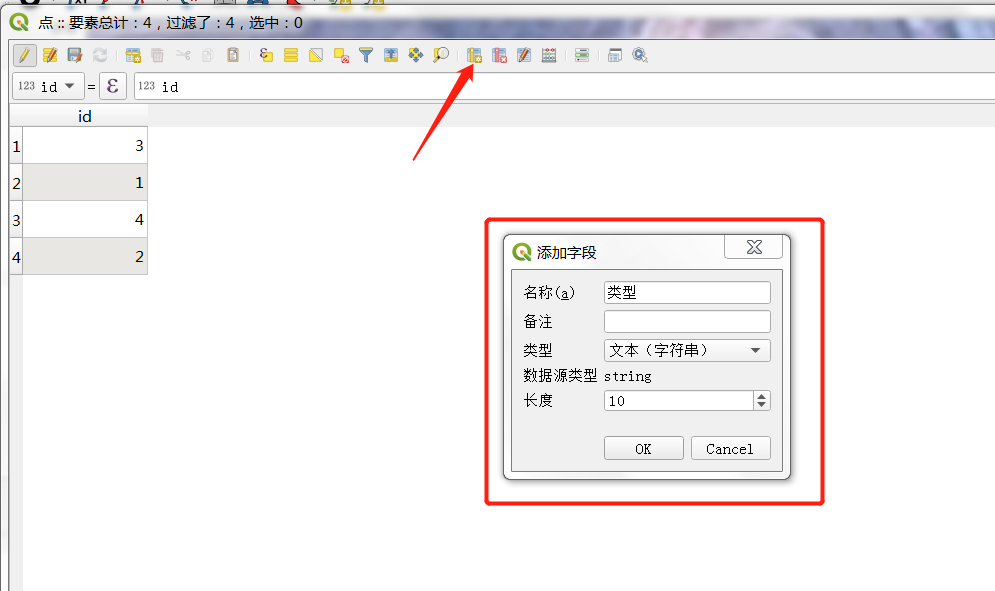 点 :: 要素总计：4，过滤了：4，选中：0
123 id = ε 123 id
id
1 3
2 1
3 4
4 2
添加字段
名称(a) 类型
备注
类型 文本（字符串）
数据源类型 string
长度 10
OK Cancel